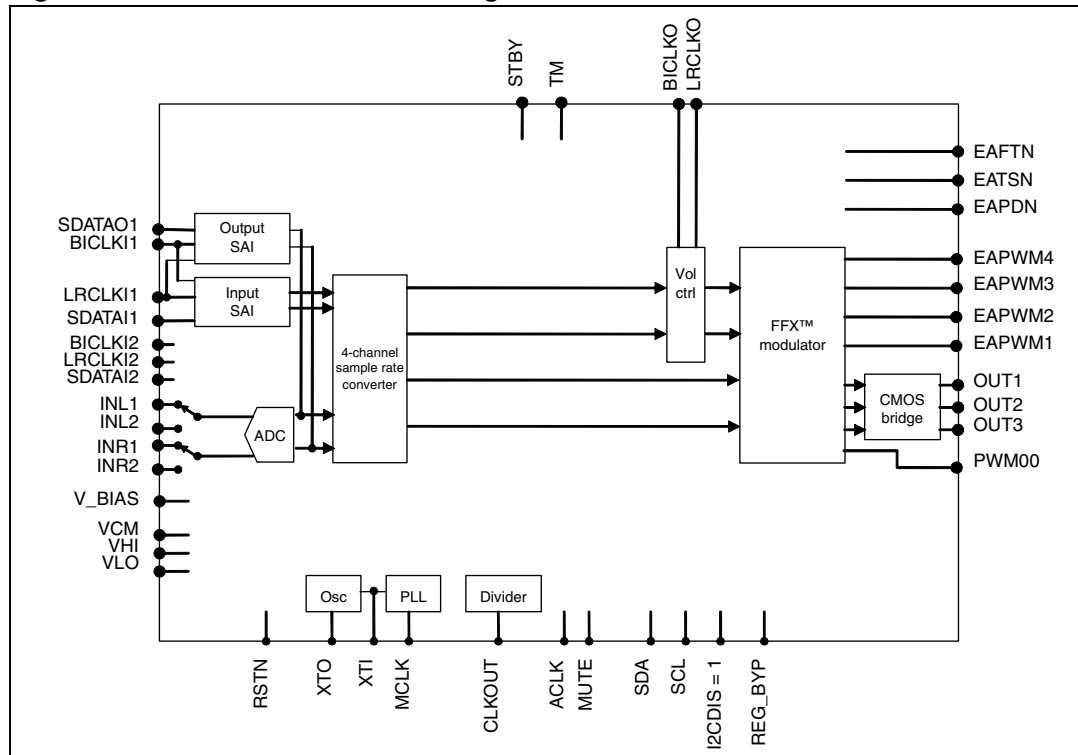 STBY
TM
BICLKO
LRCLKO
EAFTN
EATSN
EAPDN
SDATAO1
BICLKI1
LRCLKI1
SDATAI1
BICLKI2
LRCLKI2
SDATAI2
INL1
INL2
INR1
INR2
V_BIAS
VCM
VHI
VLO
Output
SAI
Input
SAI
ADC
4-channel
sample rate
converter
Vol
ctrl
FFX™
modulator
EAPWM4
EAPWM3
EAPWM2
EAPWM1
CMOS
bridge
OUT1
OUT2
OUT3
PWM00
Osc
PLL
Divider
RSTN
XTO
XTI
MCLK
CLKOUT
ACLK
MUTE
SDA
SCL
I2CDIS = 1
REG_BYP